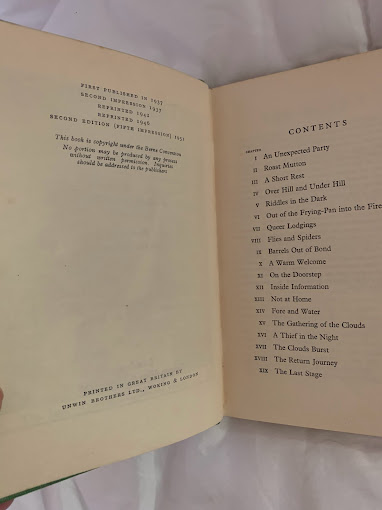 FIRST PUBLISHED IN 1937
SECOND IMPRESSION 1937
REPRINTED 1942
REPRINTED 1946
SECOND EDITION (FIFTH IMPRESSION) 1951
This book is copyright under the Berne Convention
No portion may be produced by any process
without written permission. Inquiries
should be addressed to the publishers
PRINTED IN GREAT BRITAIN BY
UNWIN BROTHERS LTD., WOKING & LONDON
CONTENTS
CHAPTER
I An Unexpected Party
II Roast Mutton
III A Short Rest
IV Over Hill and Under Hill
V Riddles in the Dark
VI Out of the Frying-Pan into the Fire
VII Queer Lodgings
VIII Flies and Spiders
IX Barrels Out of Bond
X A Warm Welcome
XI On the Doorstep
XII Inside Information
XIII Not at Home
XIV Fore and Water
XV The Gathering of the Clouds
XVI A Thief in the Night
XVII The Clouds Burst
XVIII The Return Journey
XIX The Last Stage